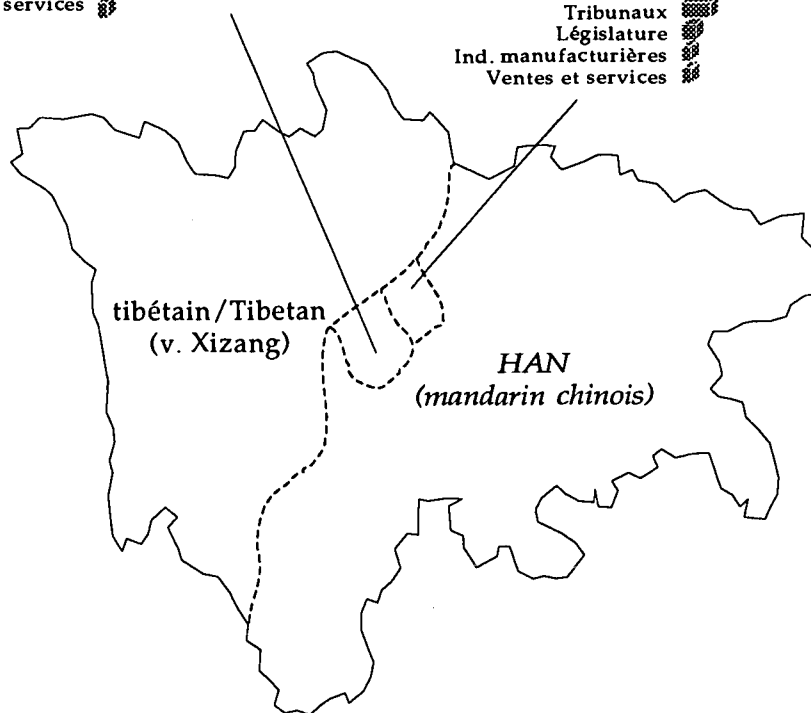 services
Tribunaux
Législature
Ind. manufacturières
Ventes et services
tibétain/Tibetan
(v. Xizang)
HAN
(mandarin chinois)